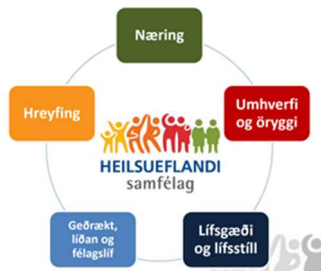 Næring
Hreyfing
Umhverfi
og öryggi
HEILSUEFLANDI
samfélag
Geðrækt,
líðan og
félagslíf
Lífsgæði
og lífsstíll